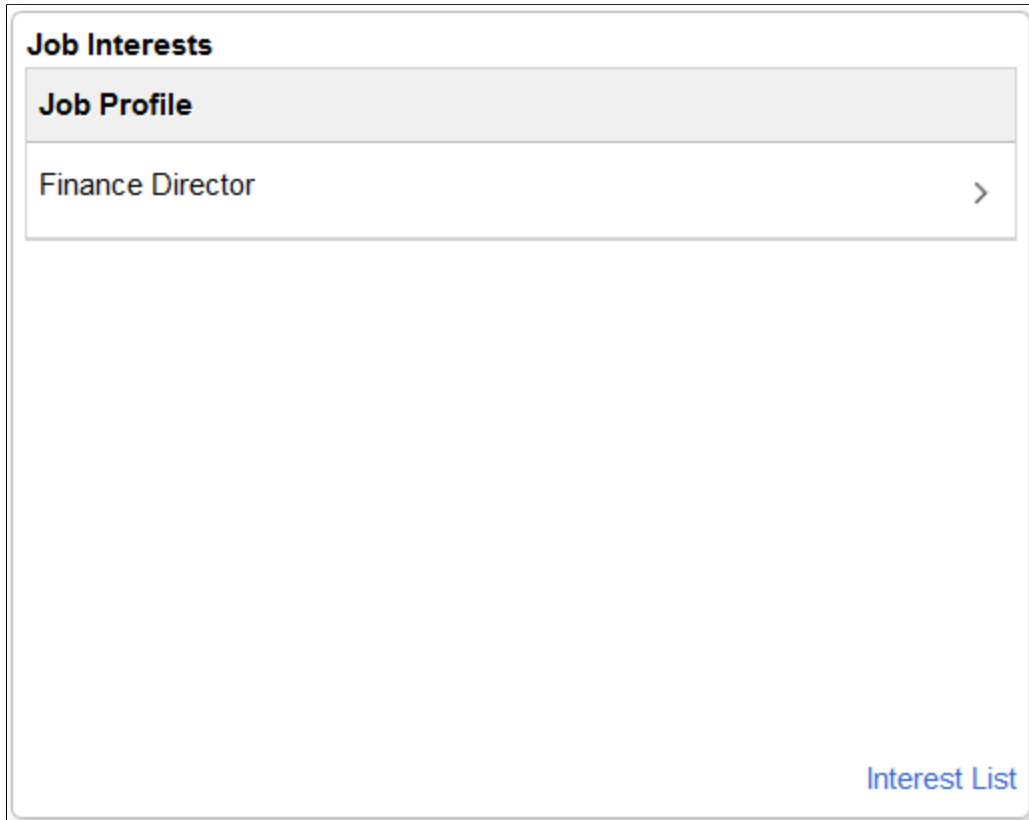 Job Interests
Job Profile
Finance Director
Interest List